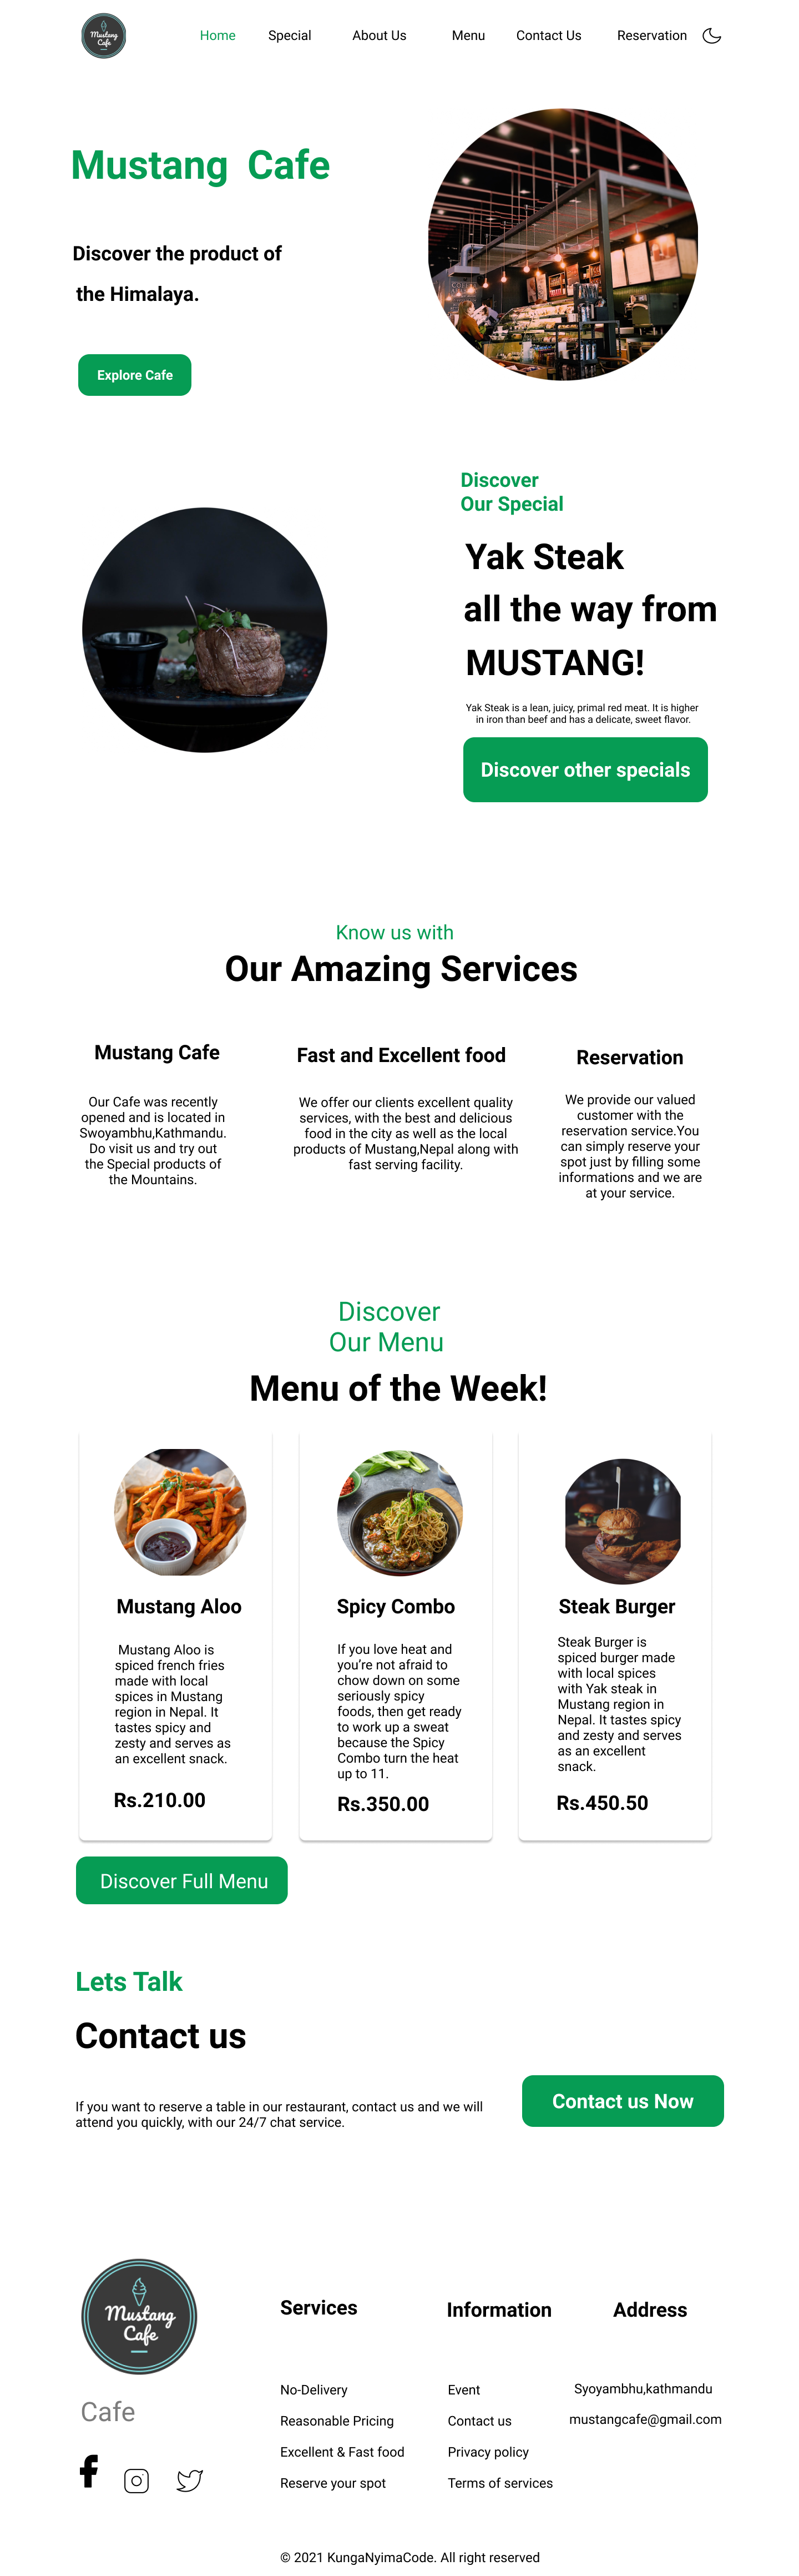 Mustang
Cafe
Home
Special
About Us
Menu
Contact Us
Reservation
Mustang Cafe
Discover the product of
the Himalaya.
Explore Cafe
Discover
Our Special
Yak Steak
all the way from
MUSTANG!
Yak Steak is a lean, juicy, primal red meat. It is higher
in iron than beef and has a delicate, sweet flavor.
Discover other specials
Know us with
Our Amazing Services
Mustang Cafe
Our Cafe was recently
opened and is located in
Swoyambhu,Kathmandu.
Do visit us and try out
the Special products of
the Mountains.
Fast and Excellent food
We offer our clients excellent quality
services, with the best and delicious
food in the city as well as the local
products of Mustang,Nepal along with
fast serving facility.
Reservation
We provide our valued
customer with the
reservation service.You
can simply reserve your
spot just by filling some
informations and we are
at your service.
Discover
Our Menu
Menu of the Week!
Mustang Aloo
Mustang Aloo is
spiced french fries
made with local
spices in Mustang
region in Nepal. It
tastes spicy and
zesty and serves as
an excellent snack.
Rs.210.00
Spicy Combo
If you love heat and
you're not afraid to
chow down on some
seriously spicy
foods, then get ready
to work up a sweat
because the Spicy
Combo turn the heat
up to 11.
Rs.350.00
Steak Burger
Steak Burger is
spiced burger made
with local spices
with Yak steak in
Mustang region in
Nepal. It tastes spicy
and zesty and serves
as an excellent
snack.
Rs.450.50
Discover Full Menu
Lets Talk
Contact us
If you want to reserve a table in our restaurant, contact us and we will
attend you quickly, with our 24/7 chat service.
Contact us Now
Mustang
Cafe
Cafe
Services
No-Delivery
Reasonable Pricing
Excellent & Fast food
Reserve your spot
Information
Event
Contact us
Privacy policy
Terms of services
Address
Syoyambhu,kathmandu
mustangcafe@gmail.com
© 2021 KungaNyimaCode. All right reserved